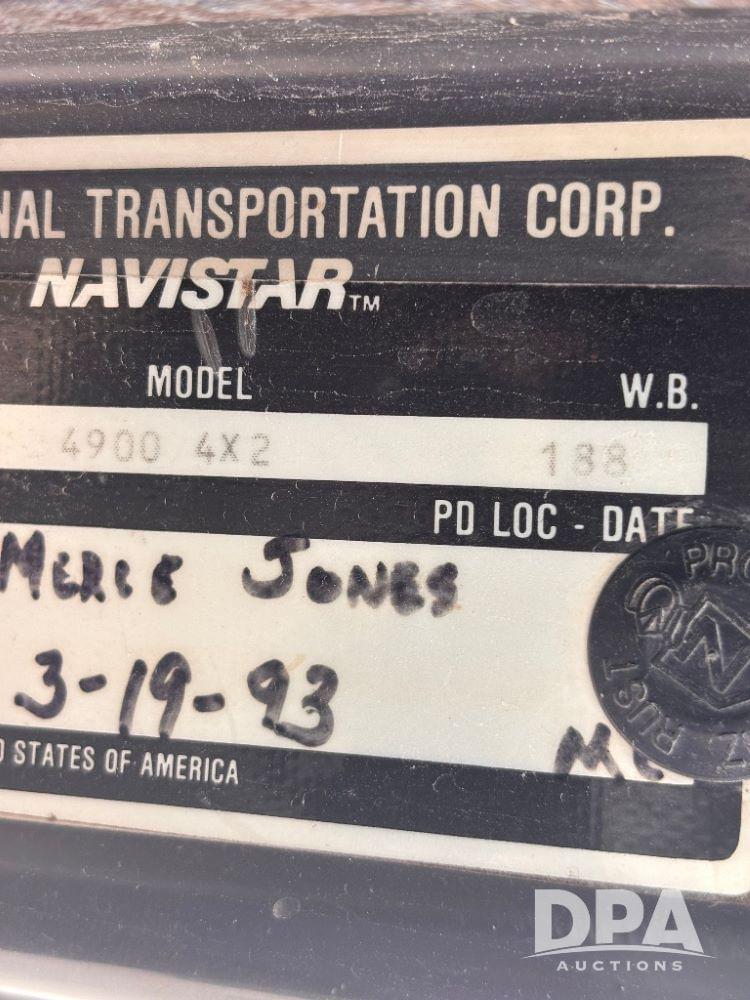 NAL TRANSPORTATION CORP.
NAVISTAR™
MODEL W.B.
4900 4X2 188
PD LOC - DATE
MERLE JONES
3-19-93
D STATES OF AMERICA
RUST
DPA
AUCTIONS